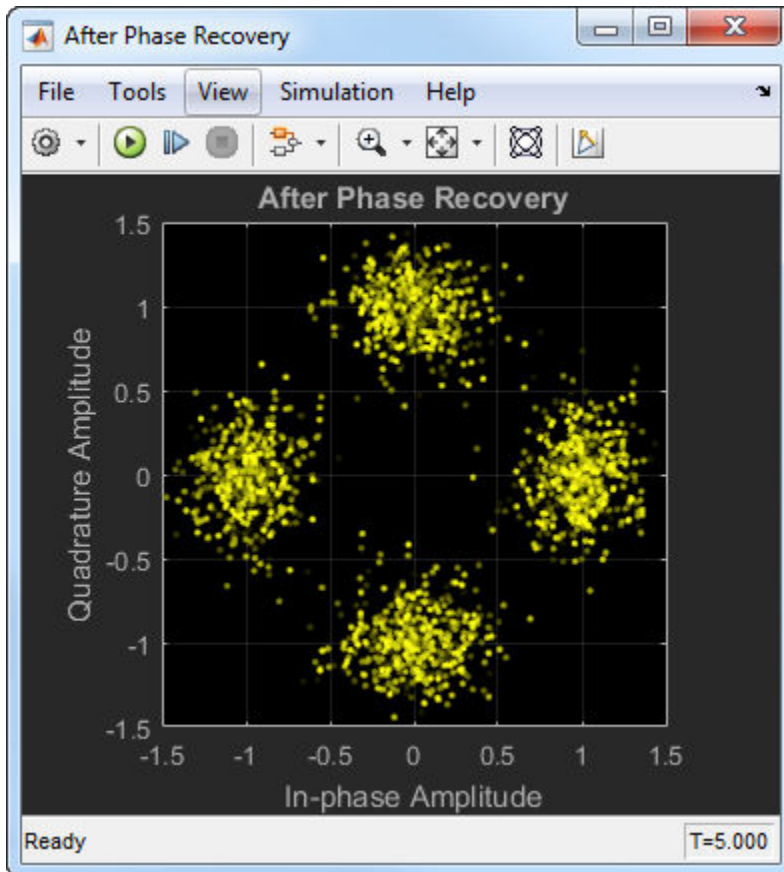 After Phase Recovery
File Tools View Simulation Help
After Phase Recovery
1.5
1
0.5
0
-0.5
-1
-1.5
Quadrature Amplitude
-1.5 -1 -0.5 0 0.5 1 1.5
In-phase Amplitude
Ready T=5.000